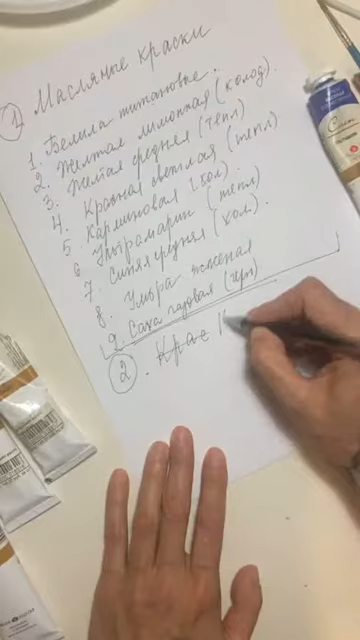 ① Масляные краски
1. Белила титановые.
2. Желтая лимонная (холод).
3. Желтая средняя (тепл)
4. Красная светлая (тепл)
5. Карминовая (хол).
6 Ультрамарин (тепл)
7. Синяя средняя (хол).
8. Умбра жженая
9. Сажа газовая
②. Крас